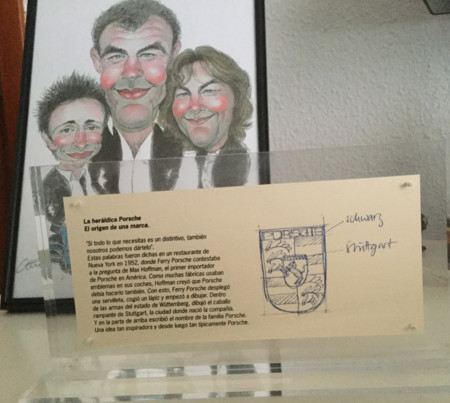 La heráldica Porsche
El origen de una marca.
"Si todo lo que necesitas es un distintivo, también
nosotros podemos dártelo".
Estas palabras fueron dichas en un restaurante de
Nueva York en 1952, donde Ferry Porsche contestaba
a la pregunta de Max Hoffman, el primer importador
de Porsche en América. Como muchas fábricas usaban
emblemas en sus coches, Hoffman creyó que Porsche
debía hacerlo también. Con esto, Ferry Porsche desplegó
una servilleta, cogió un lápiz y empezó a dibujar. Dentro
de las armas del estado de Württemberg, dibujó el caballo
rampante de Stuttgart, la ciudad donde nació la compañía.
Y en la parte de arriba escribió el nombre de la familia Porsche.
Una idea tan inspiradora y desde luego tan típicamente Porsche.
schwarz
Stuttgart